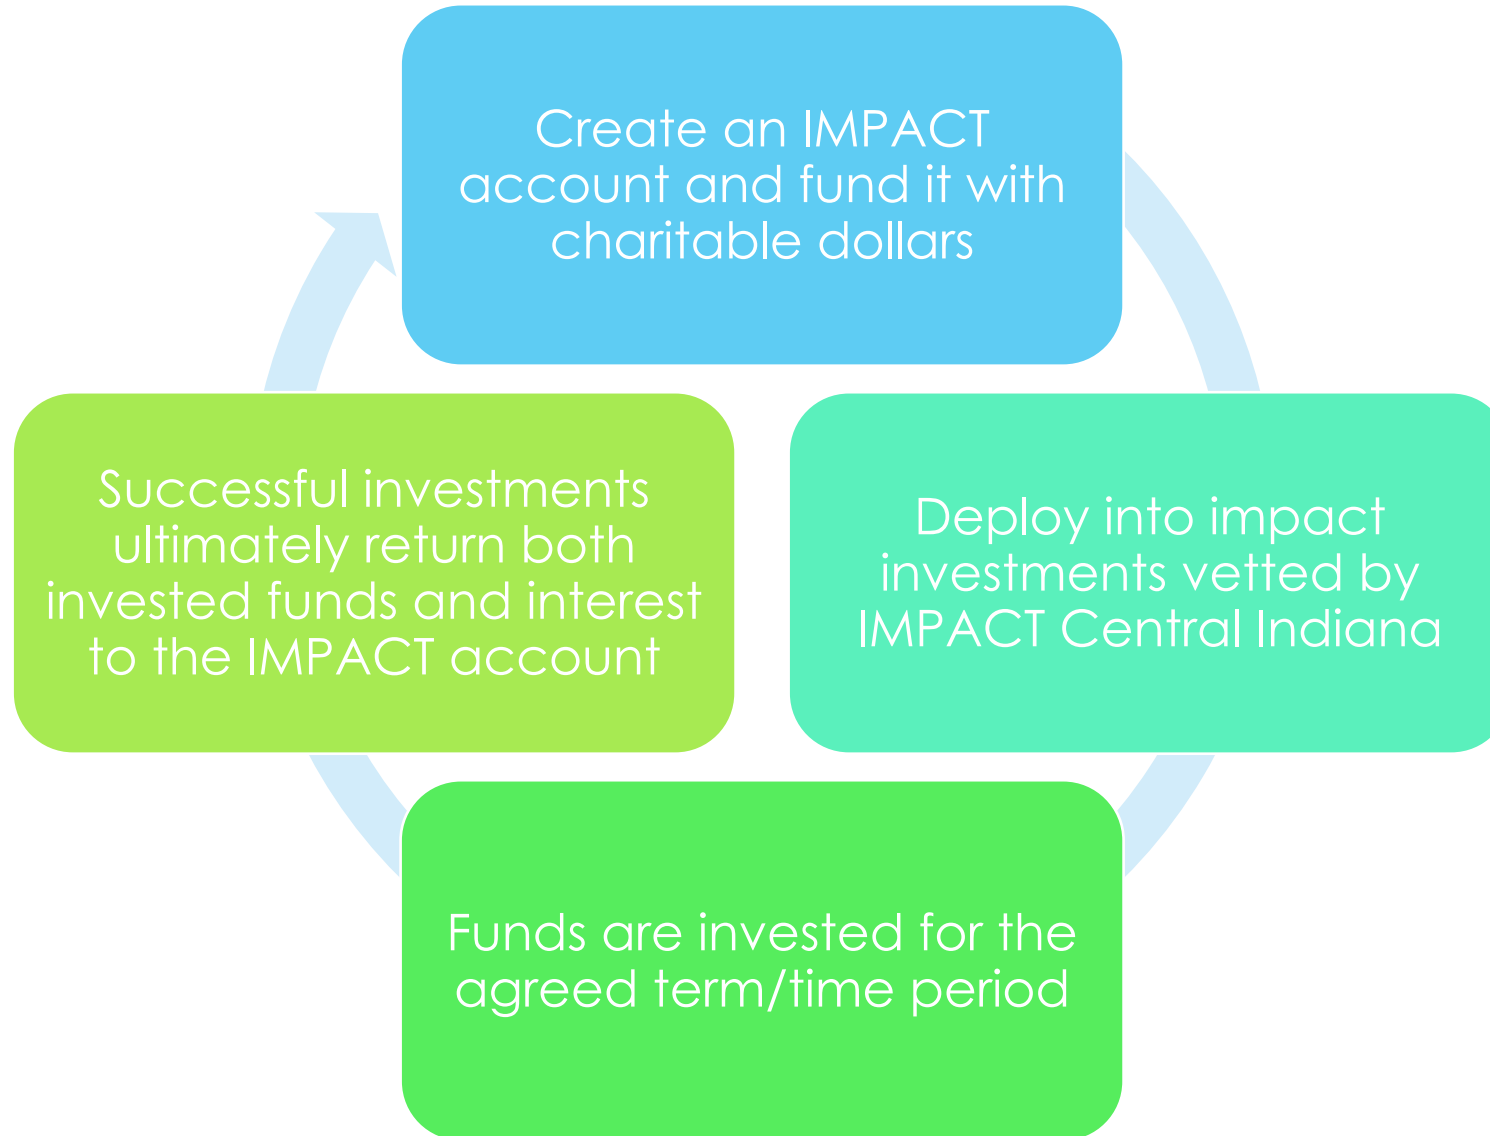 Create an IMPACT
account and fund it with
charitable dollars
Deploy into impact
investments vetted by
IMPACT Central Indiana
Funds are invested for the
agreed term/time period
Successful investments
ultimately return both
invested funds and interest
to the IMPACT account